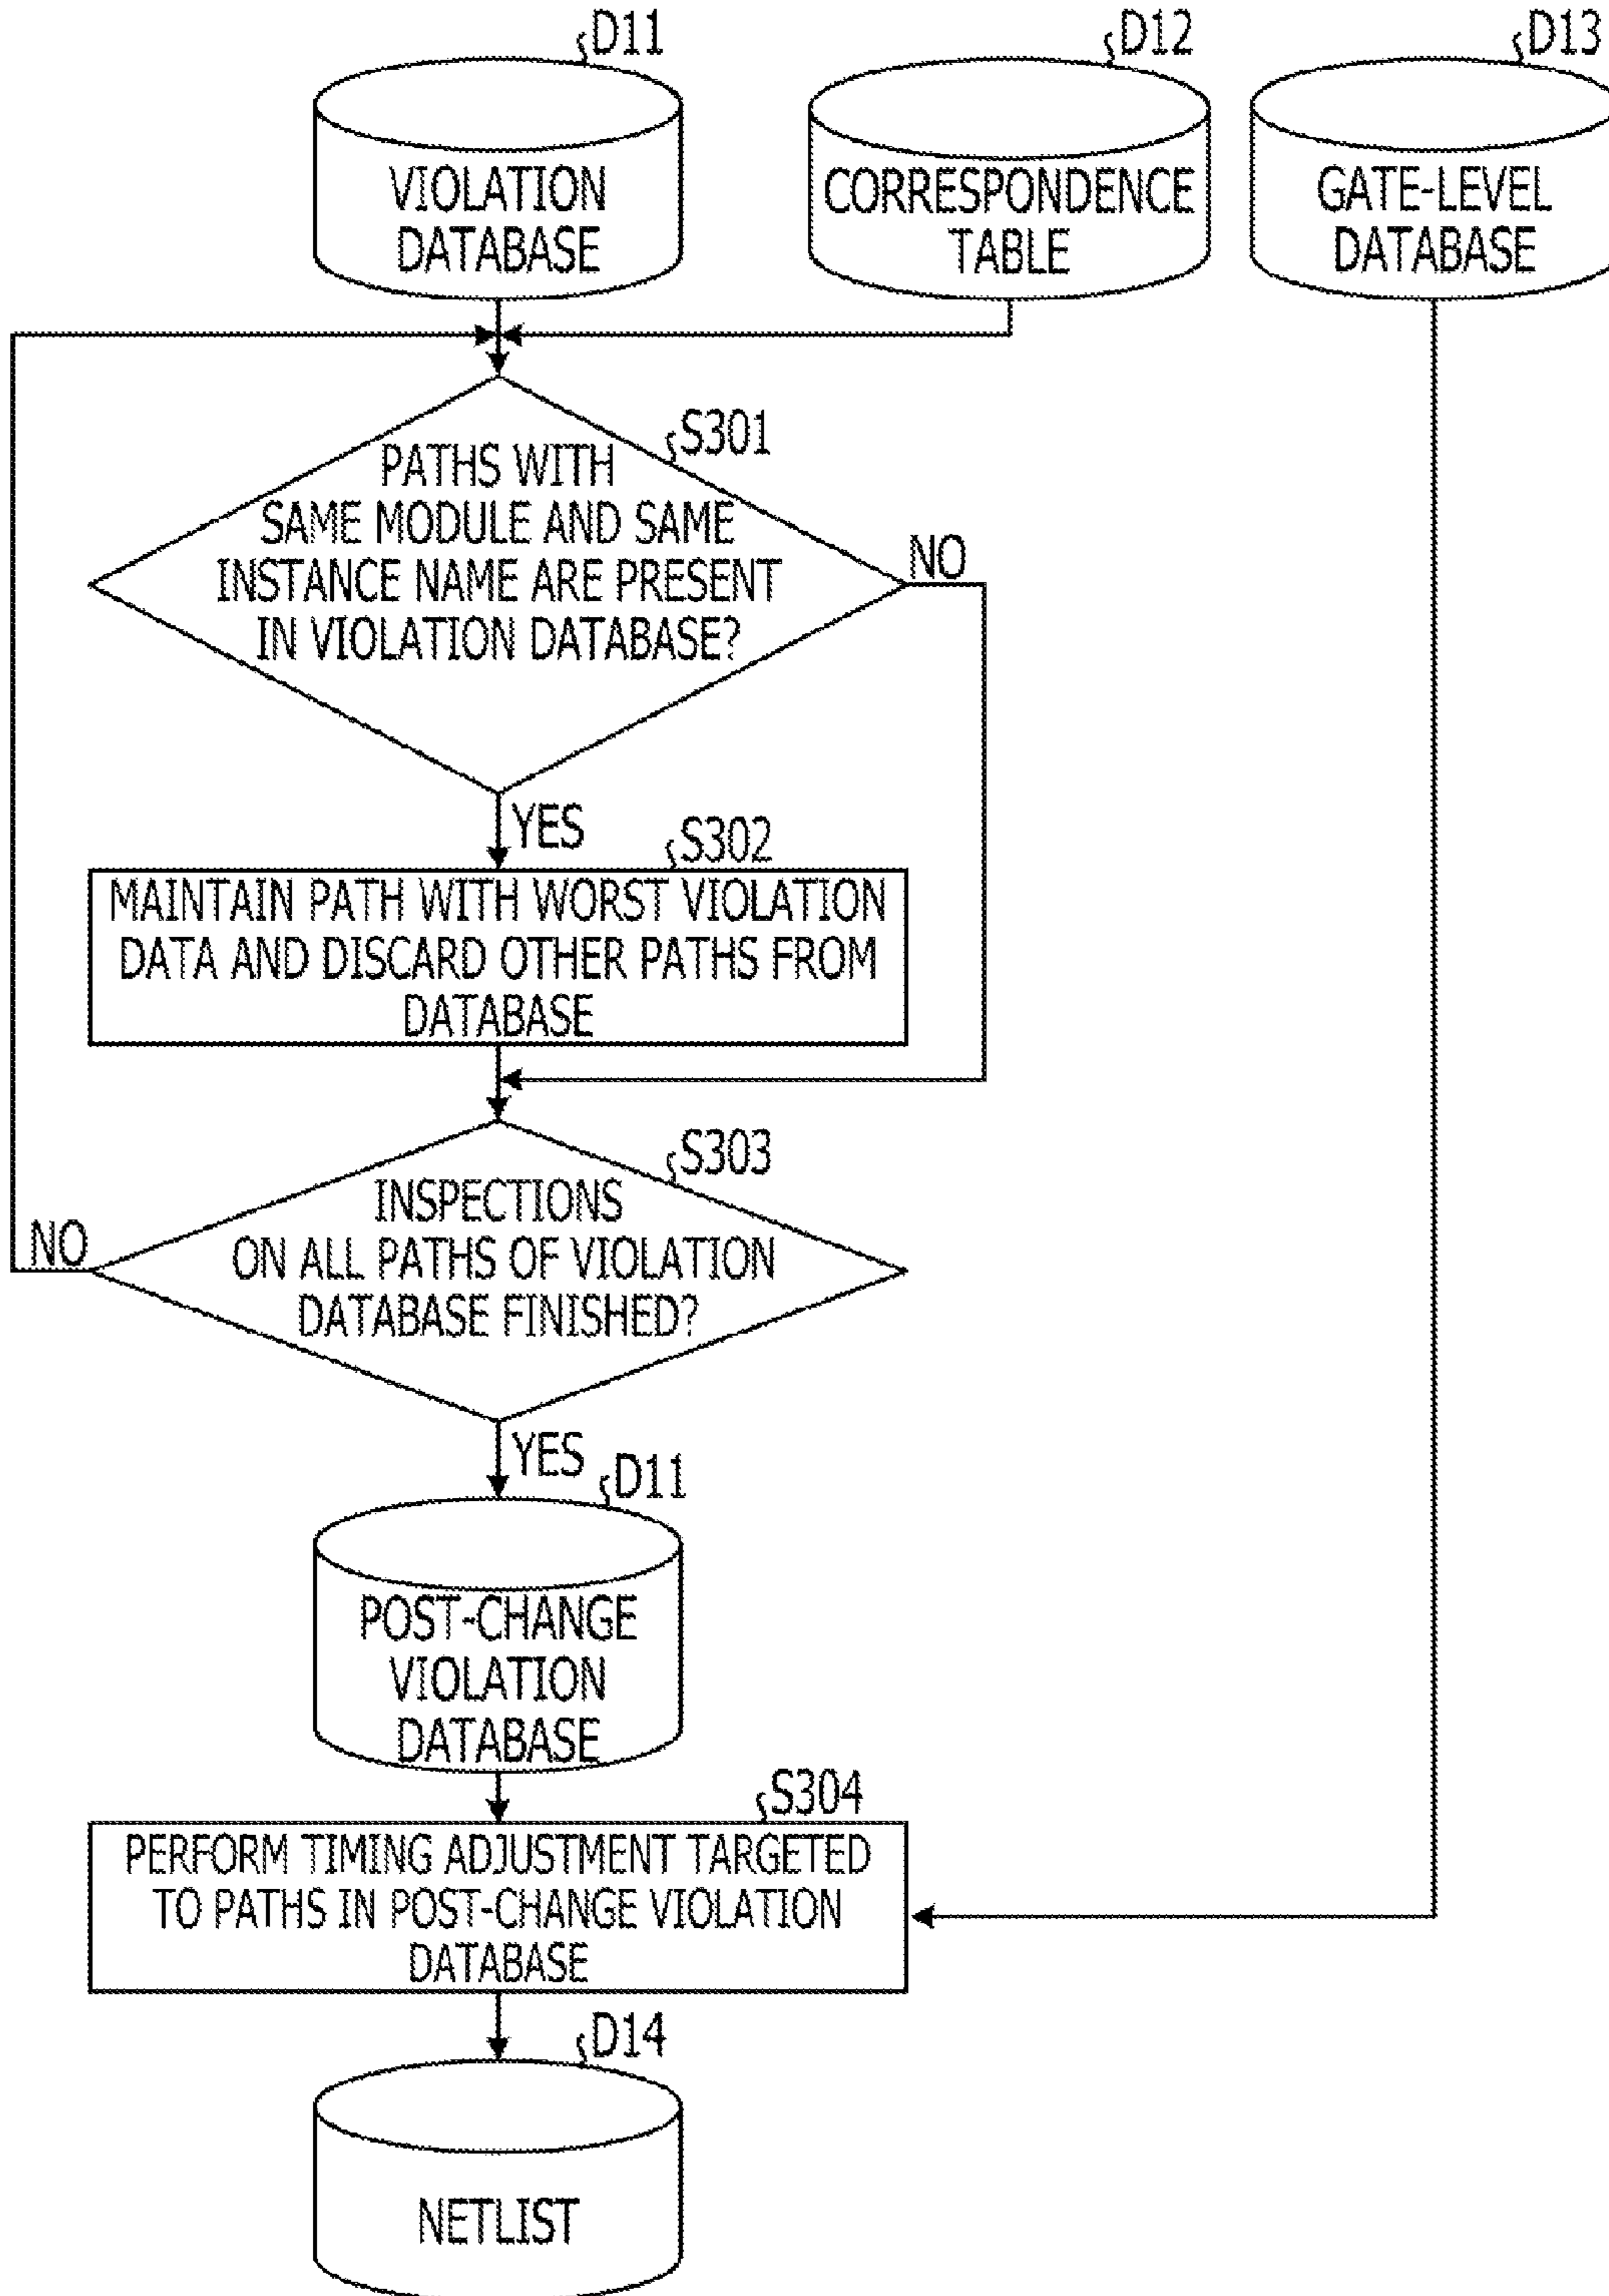 D11
VIOLATION
DATABASE
D12
CORRESPONDENCE
TABLE
D13
GATE-LEVEL
DATABASE
S301
PATHS WITH
SAME MODULE AND SAME
INSTANCE NAME ARE PRESENT
IN VIOLATION DATABASE?
NO
YES
S302
MAINTAIN PATH WITH WORST VIOLATION
DATA AND DISCARD OTHER PATHS FROM
DATABASE
S303
INSPECTIONS
ON ALL PATHS OF VIOLATION
DATABASE FINISHED?
NO
YES
D11
POST-CHANGE
VIOLATION
DATABASE
S304
PERFORM TIMING ADJUSTMENT TARGETED
TO PATHS IN POST-CHANGE VIOLATION
DATABASE
D14
NETLIST